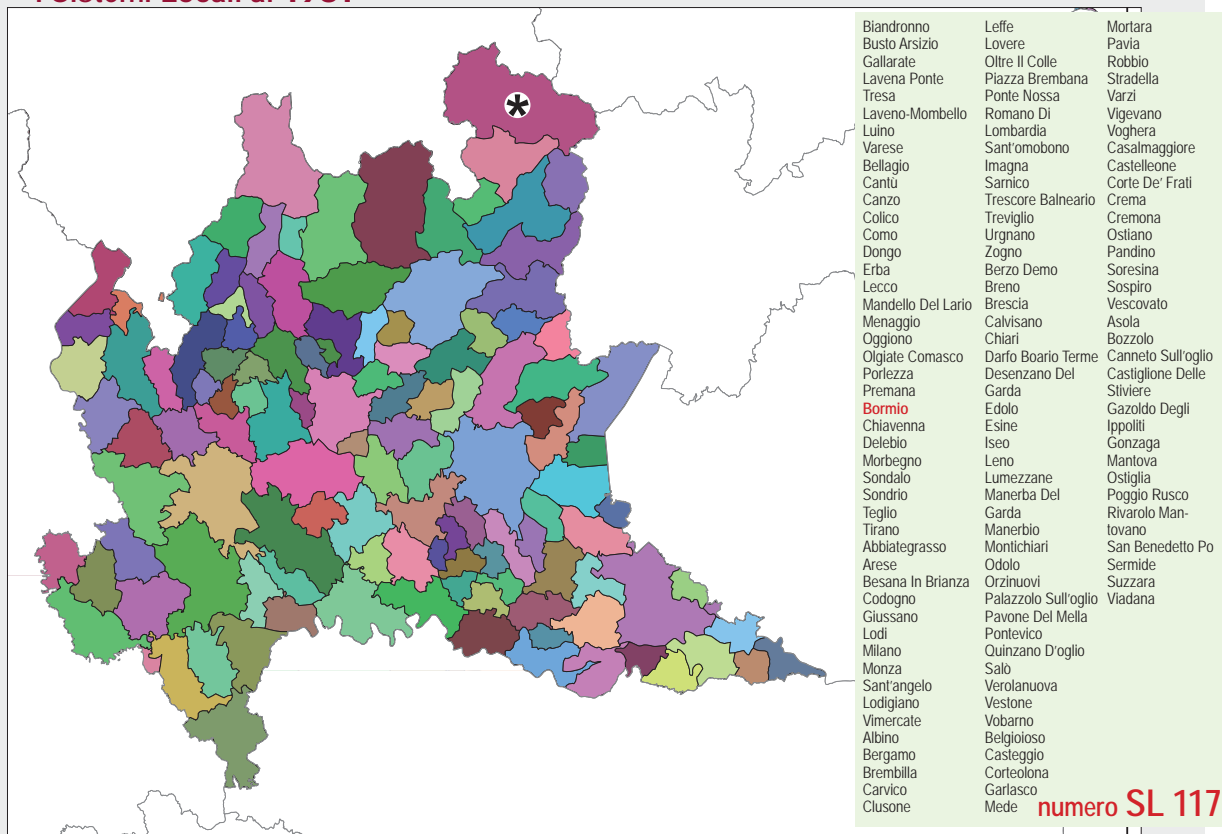 Biandronno
Busto Arsizio
Gallarate
Lavena Ponte
Tresa
Laveno-Mombello
Luino
Varese
Bellagio
Cantù
Canzo
Colico
Como
Dongo
Erba
Lecco
Mandello Del Lario
Menaggio
Oggiono
Olgiate Comasco
Porlezza
Premana
Bormio
Chiavenna
Delebio
Morbegno
Sondalo
Sondrio
Teglio
Tirano
Abbiategrasso
Arese
Besana In Brianza
Codogno
Giussano
Lodi
Milano
Monza
Sant'angelo
Lodigiano
Vimercate
Albino
Bergamo
Brembilla
Carvico
Clusone
Leffe
Lovere
Oltre Il Colle
Piazza Brembana
Ponte Nossa
Romano Di
Lombardia
Sant'omobono
Imagna
Sarnico
Trescore Balneario
Treviglio
Urgnano
Zogno
Berzo Demo
Breno
Brescia
Calvisano
Chiari
Darfo Boario Terme
Desenzano Del
Garda
Edolo
Esine
Iseo
Leno
Lumezzane
Manerba Del
Garda
Manerbio
Montichiari
Odolo
Orzinuovi
Palazzolo Sull'oglio
Pavone Del Mella
Pontevico
Quinzano D'oglio
Salò
Verolanuova
Vestone
Vobarno
Belgioioso
Casteggio
Corteolona
Garlasco
Mede
Mortara
Pavia
Robbio
Stradella
Varzi
Vigevano
Voghera
Casalmaggiore
Castelleone
Corte De' Frati
Crema
Cremona
Ostiano
Pandino
Soresina
Sospiro
Vescovato
Asola
Bozzolo
Canneto Sull'oglio
Castiglione Delle
Stiviere
Gazoldo Degli
Ippoliti
Gonzaga
Mantova
Ostiglia
Poggio Rusco
Rivarolo Man-
tovano
San Benedetto Po
Sermide
Suzzara
Viadana
numero SL 117